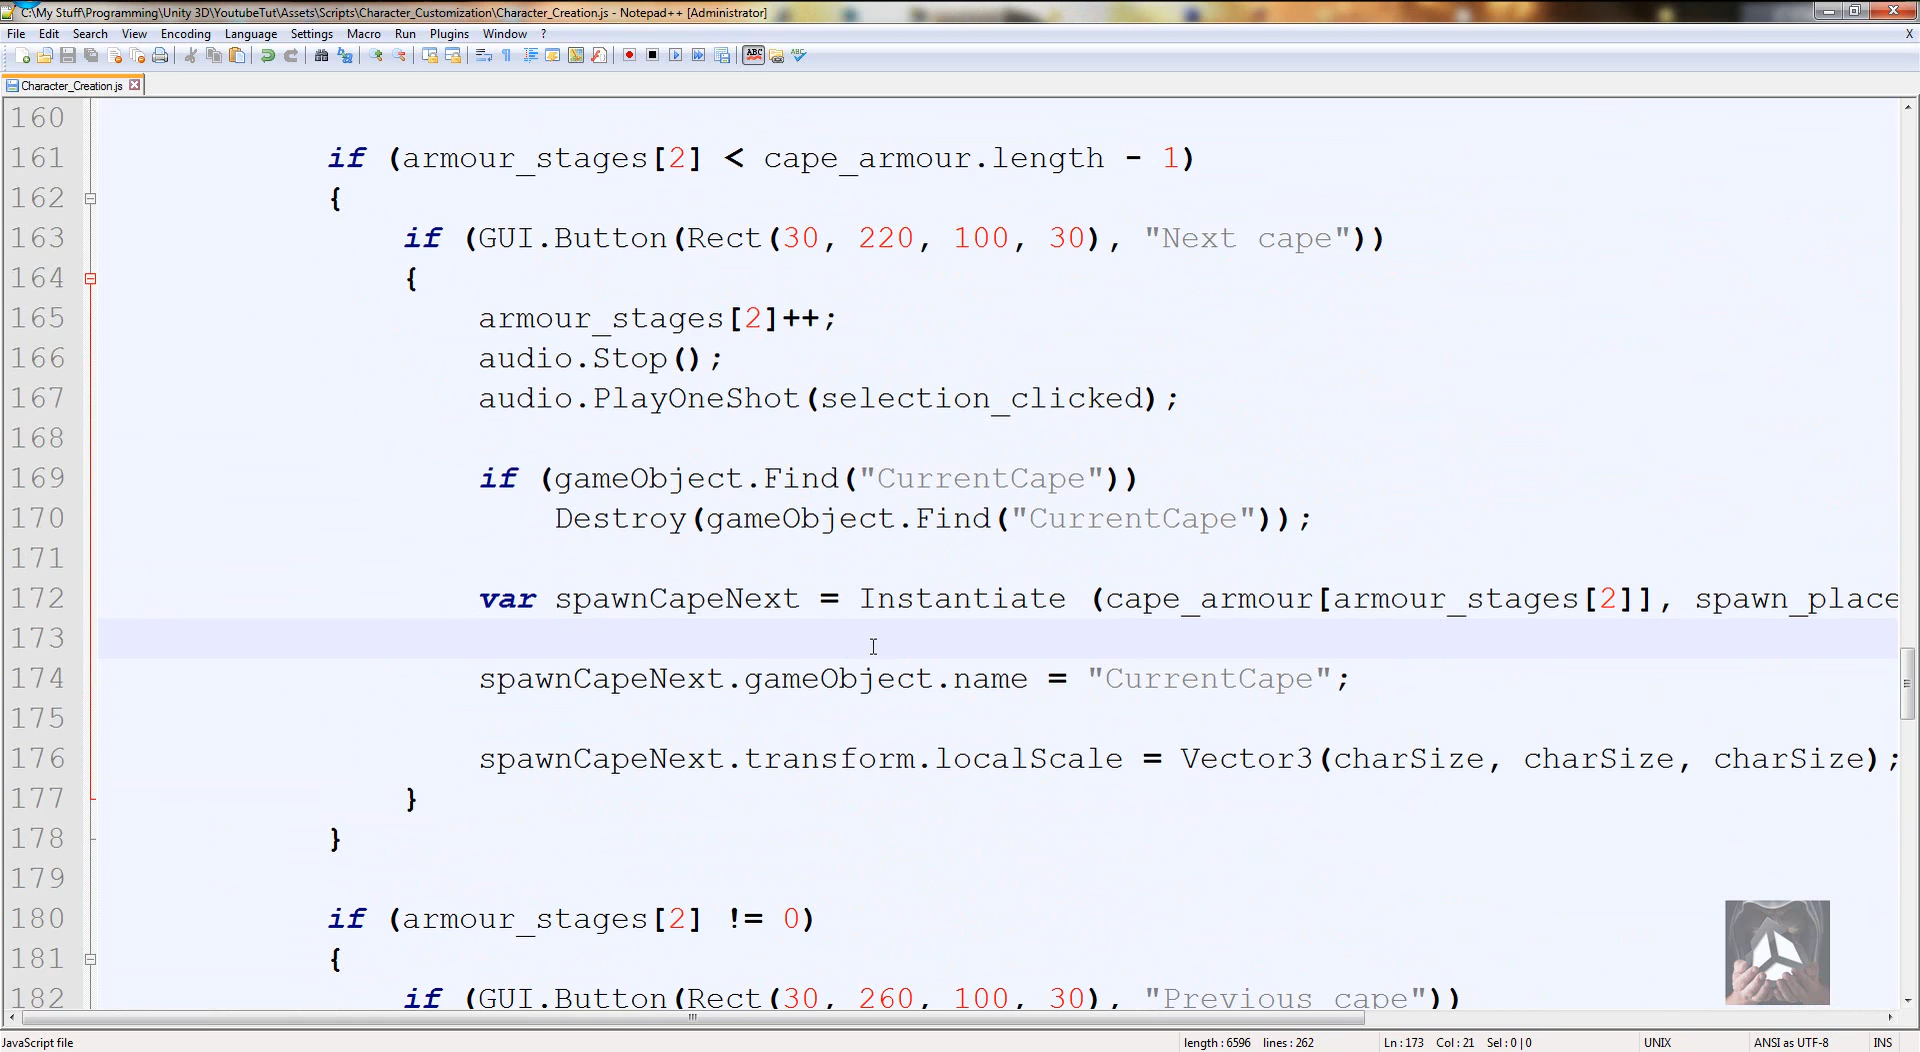 C:\My Stuff\Programming\Unity 3D\YoutubeTut\Assets\Scripts\Character_Customization\Character_Creation.js - Notepad++ [Administrator]
File Edit Search View Encoding Language Settings Macro Run Plugins Window ? X
Character_Creation.js
160
161 if (armour_stages[2] < cape_armour.length - 1)
162 {
163 if (GUI.Button(Rect(30, 220, 100, 30), "Next cape"))
164 {
165 armour_stages[2]++;
166 audio.Stop();
167 audio.PlayOneShot(selection_clicked);
168
169 if (gameObject.Find("CurrentCape"))
170 Destroy(gameObject.Find("CurrentCape"));
171
172 var spawnCapeNext = Instantiate (cape_armour[armour_stages[2]], spawn_place
173
174 spawnCapeNext.gameObject.name = "CurrentCape";
175
176 spawnCapeNext.transform.localScale = Vector3(charSize, charSize, charSize);
177 }
178 }
179
180 if (armour_stages[2] != 0)
181 {
182 if (GUI.Button(Rect(30, 260, 100, 30), "Previous cape"))
JavaScript file length : 6596 lines : 262 Ln : 173 Col : 21 Sel : 0 | 0 UNIX ANSI as UTF-8 INS